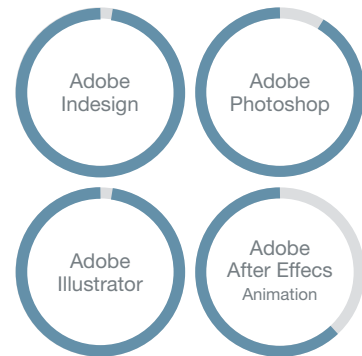 Adobe
Indesign
Adobe
Photoshop
Adobe
Illustrator
Adobe
After Effecs
Animation